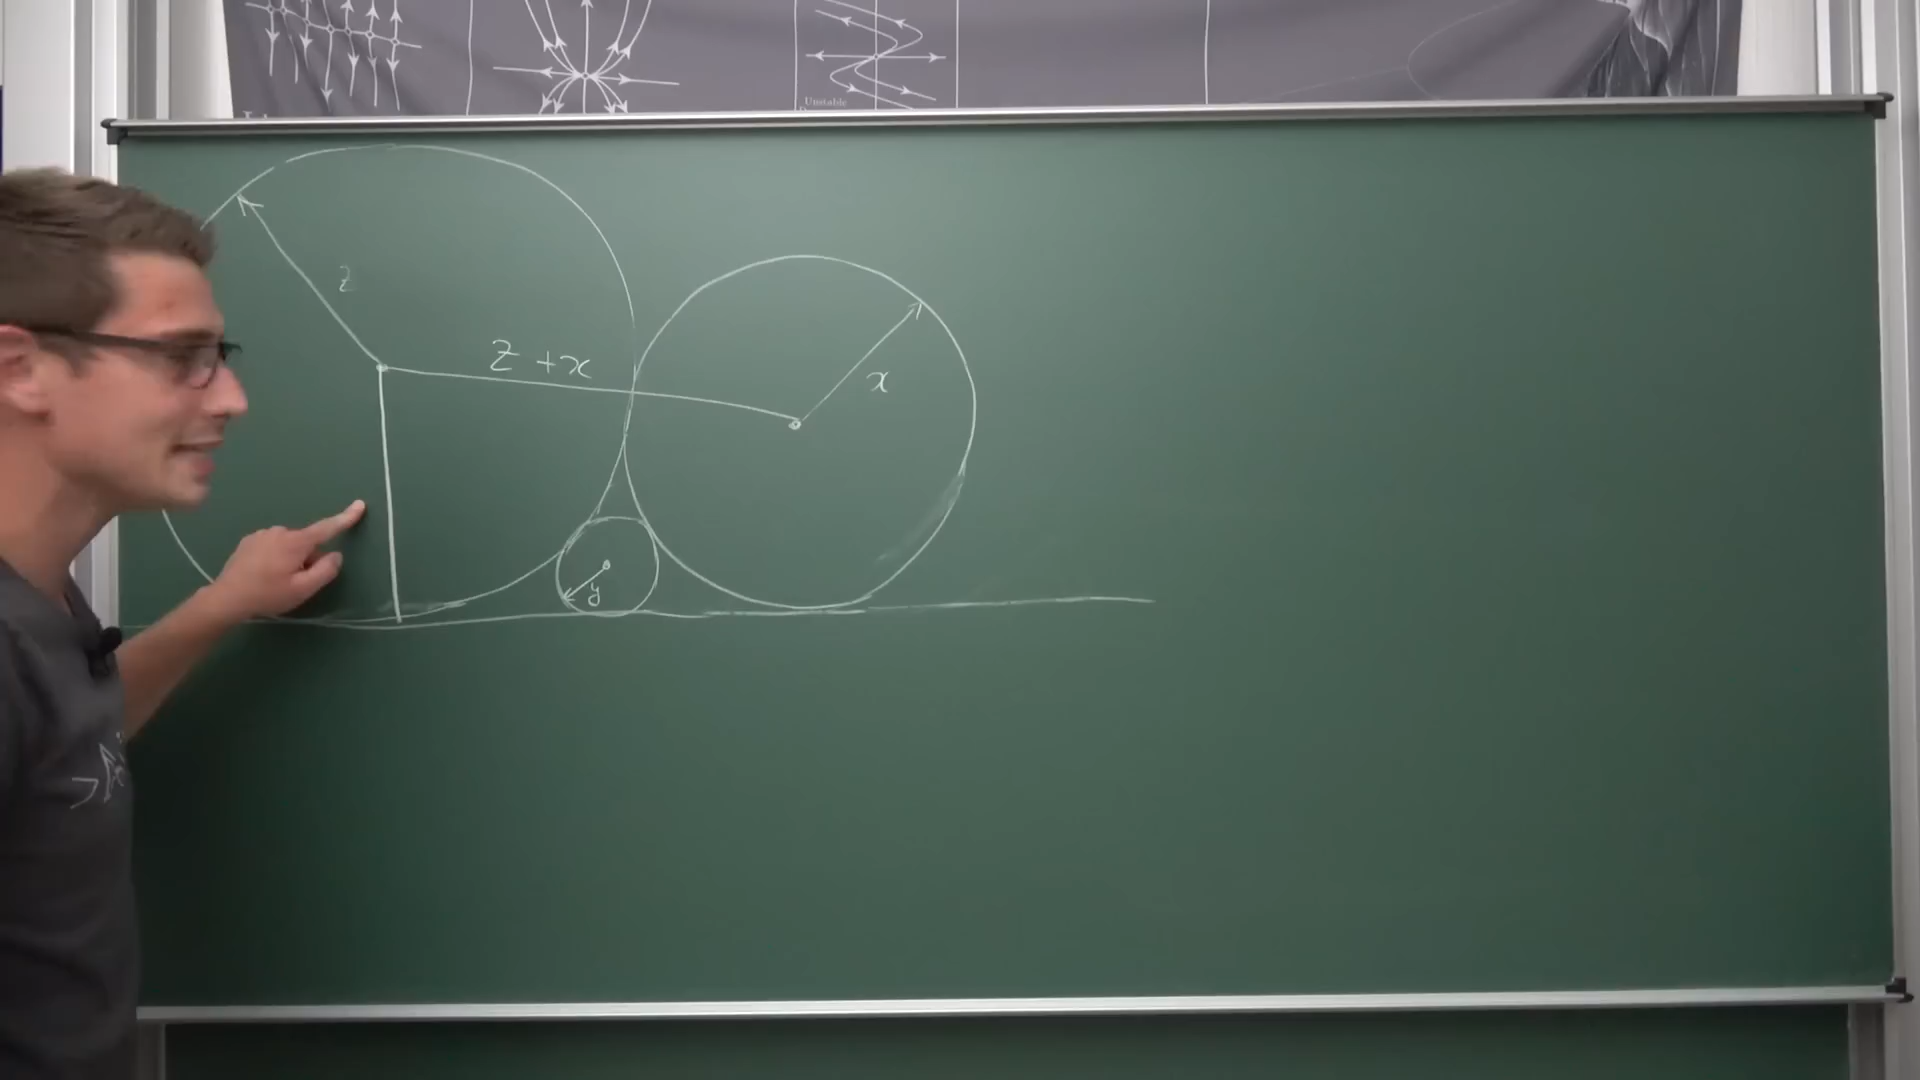 Unstable
z
z + x
x
y